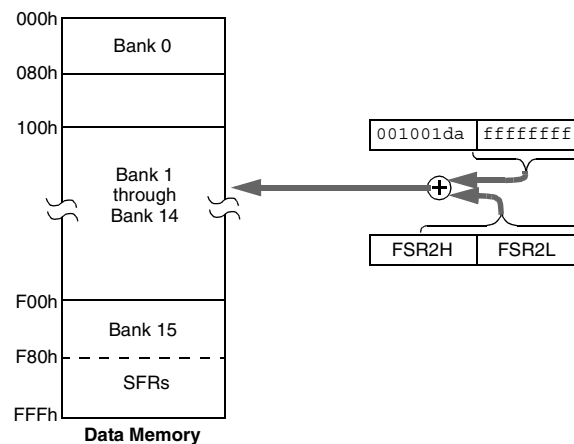 000h
Bank 0
080h
100h
001001da ffffffff
Bank 1
through
Bank 14
FSR2H FSR2L
F00h
Bank 15
F80h
SFRs
FFFh
Data Memory